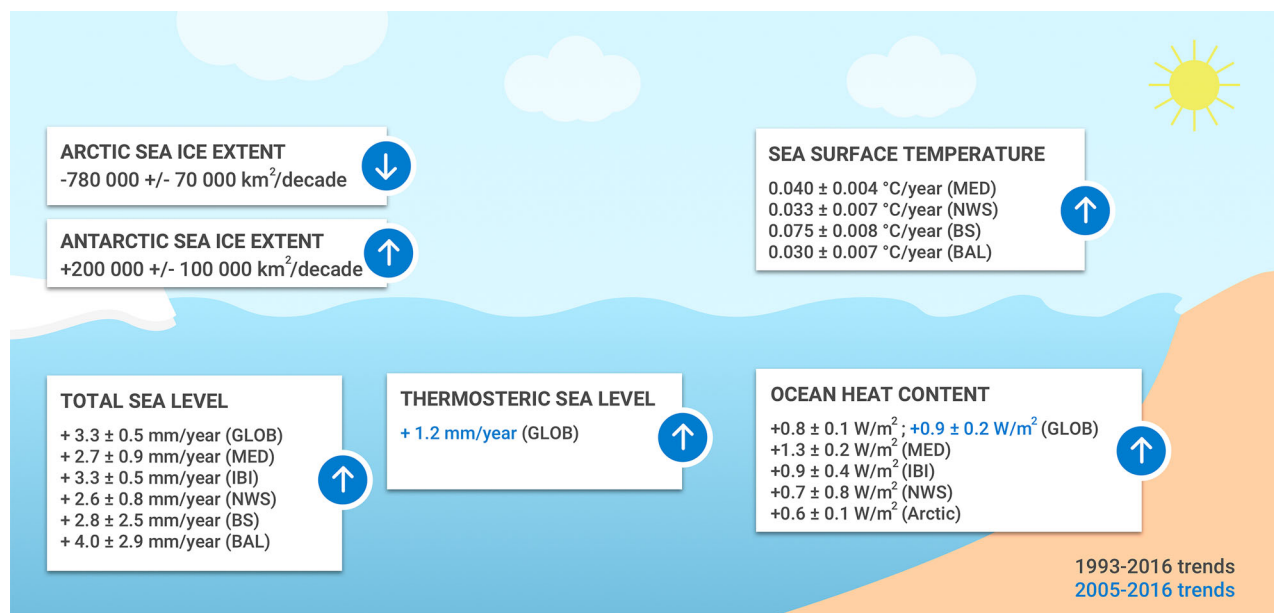 ARCTIC SEA ICE EXTENT
-780 000 +/- 70 000 km²/decade
ANTARCTIC SEA ICE EXTENT
+200 000 +/- 100 000 km²/decade
SEA SURFACE TEMPERATURE
0.040 ± 0.004 °C/year (MED)
0.033 ± 0.007 °C/year (NWS)
0.075 ± 0.008 °C/year (BS)
0.030 ± 0.007 °C/year (BAL)
TOTAL SEA LEVEL
+ 3.3 ± 0.5 mm/year (GLOB)
+ 2.7 ± 0.9 mm/year (MED)
+ 3.3 ± 0.5 mm/year (IBI)
+ 2.6 ± 0.8 mm/year (NWS)
+ 2.8 ± 2.5 mm/year (BS)
+ 4.0 ± 2.9 mm/year (BAL)
THERMOSTERIC SEA LEVEL
+ 1.2 mm/year (GLOB)
OCEAN HEAT CONTENT
+0.8 ± 0.1 W/m² ; +0.9 ± 0.2 W/m² (GLOB)
+1.3 ± 0.2 W/m² (MED)
+0.9 ± 0.4 W/m² (IBI)
+0.7 ± 0.8 W/m² (NWS)
+0.6 ± 0.1 W/m² (Arctic)
1993-2016 trends
2005-2016 trends